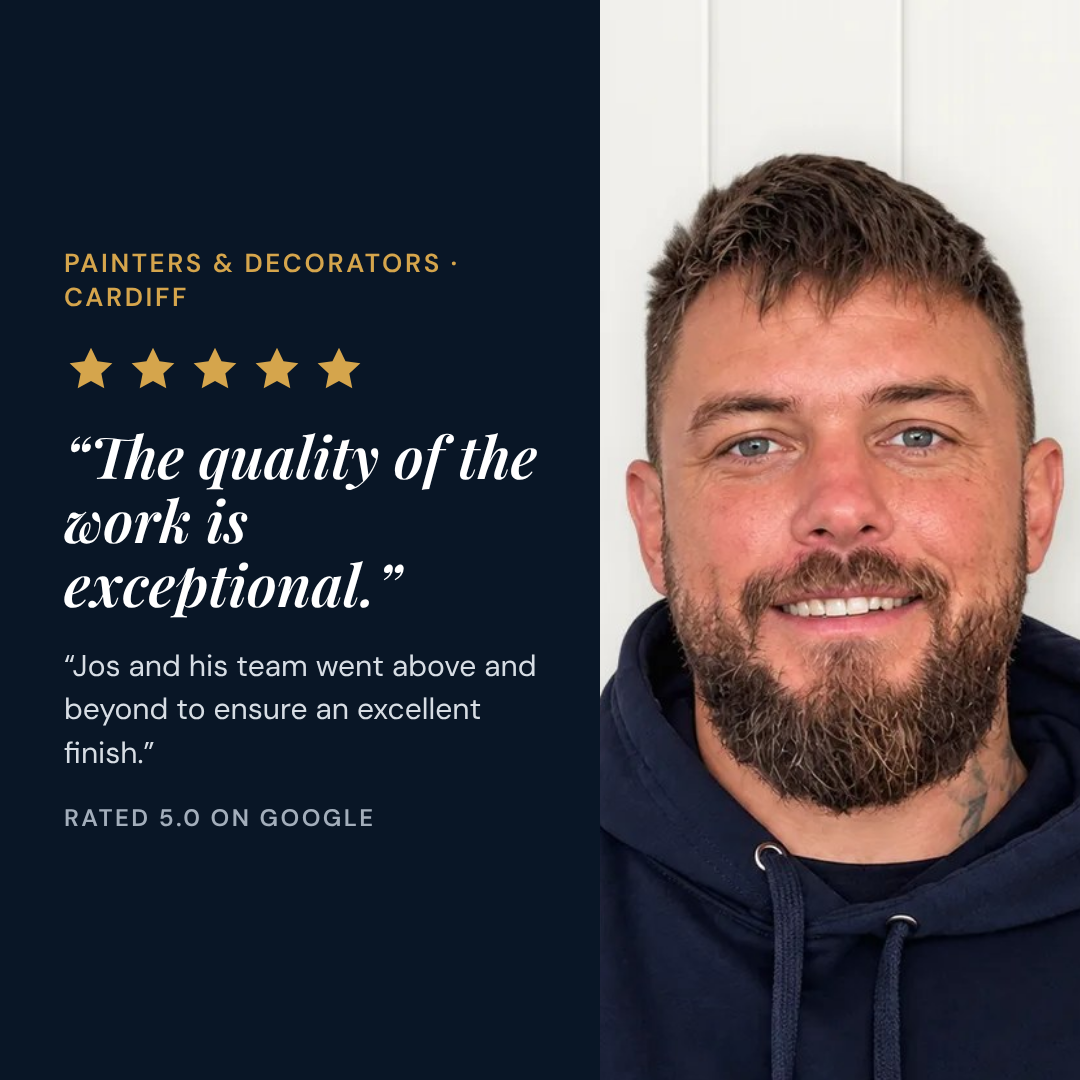 PAINTERS & DECORATORS ·
CARDIFF
“The quality of the
work is
exceptional.”
“Jos and his team went above and
beyond to ensure an excellent
finish.”
RATED 5.0 ON GOOGLE